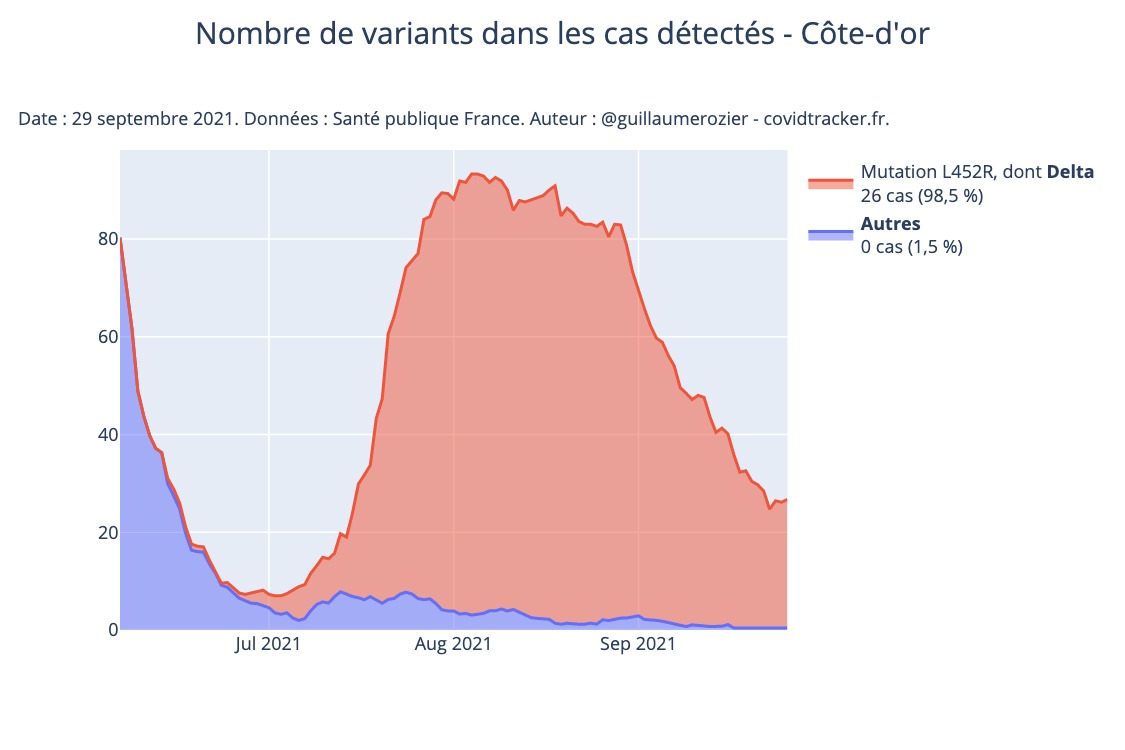 Nombre de variants dans les cas détectés - Côte-d'or
Date : 29 septembre 2021. Données : Santé publique France. Auteur : @guillaumerozier - covidtracker.fr.
Mutation L452R, dont Delta
26 cas (98,5 %)
Autres
0 cas (1,5 %)
80
60
40
20
0
Jul 2021
Aug 2021
Sep 2021